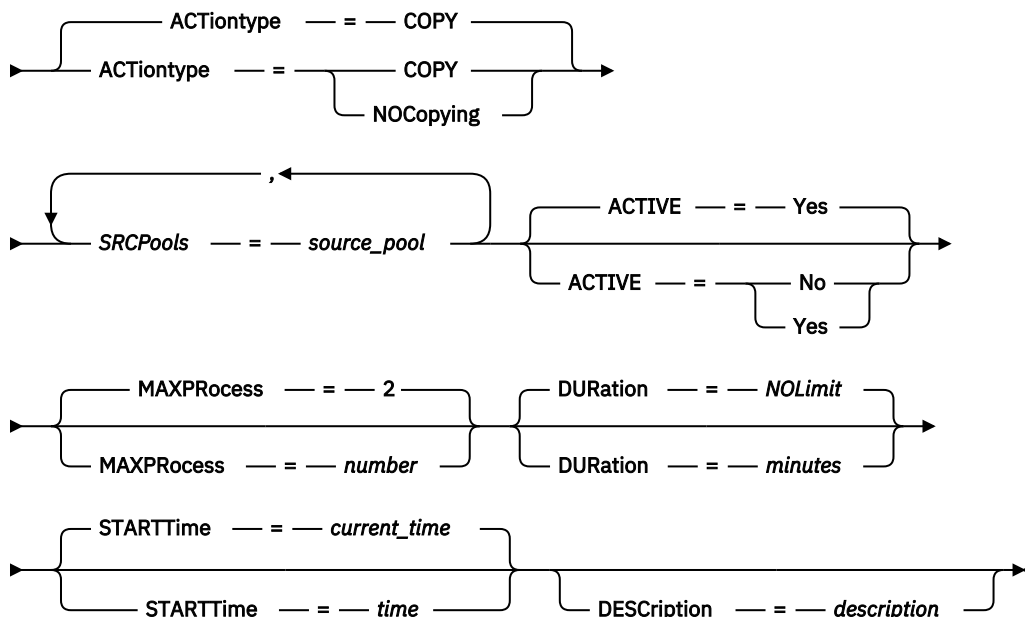 ACTiontype = COPY
ACTiontype = COPY
NOCopying
,
SRCPools = source_pool
ACTIVE = Yes
ACTIVE = No
Yes
MAXPRocess = 2
DURation = NOLimit
MAXPRocess = number
DURation = minutes
STARTTime = current_time
STARTTime = time
DESCription = description